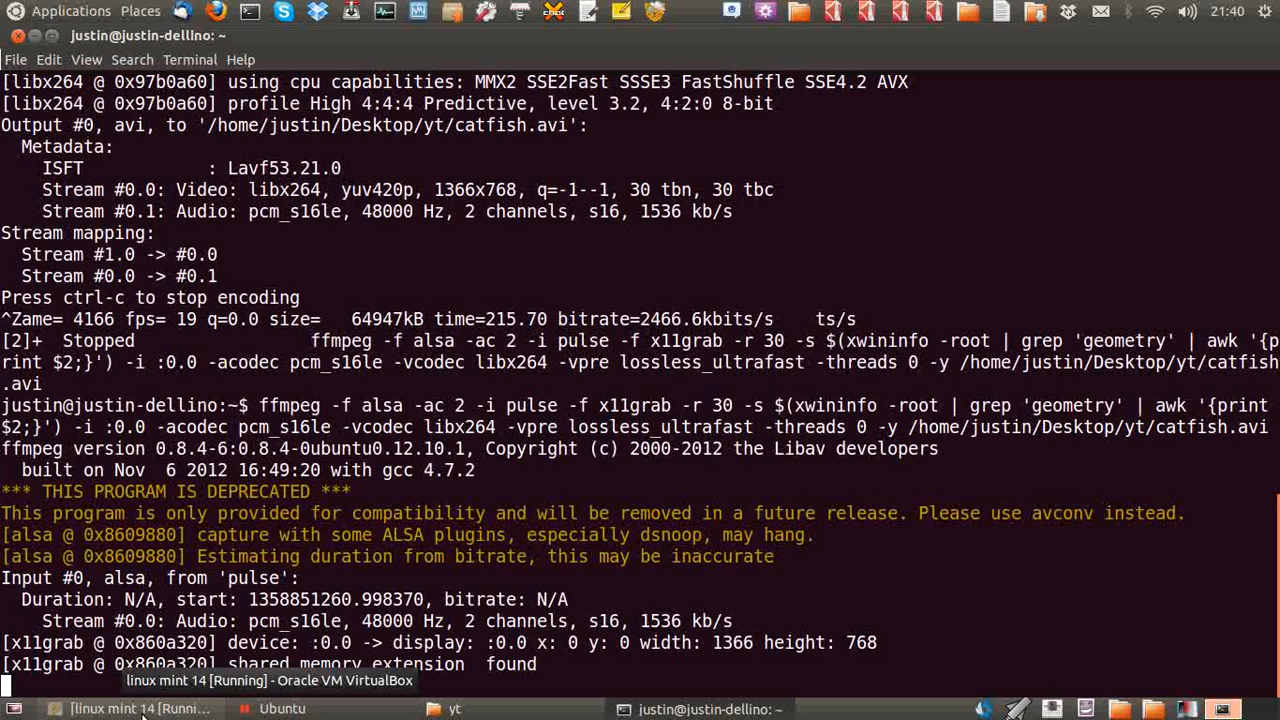 Applications Places
21:40
justin@justin-dellino: ~
File Edit View Search Terminal Help
[libx264 @ 0x97b0a60] using cpu capabilities: MMX2 SSE2Fast SSSE3 FastShuffle SSE4.2 AVX
[libx264 @ 0x97b0a60] profile High 4:4:4 Predictive, level 3.2, 4:2:0 8-bit
Output #0, avi, to '/home/justin/Desktop/yt/catfish.avi':
Metadata:
ISFT : Lavf53.21.0
Stream #0.0: Video: libx264, yuv420p, 1366x768, q=-1--1, 30 tbn, 30 tbc
Stream #0.1: Audio: pcm_s16le, 48000 Hz, 2 channels, s16, 1536 kb/s
Stream mapping:
Stream #1.0 -> #0.0
Stream #0.0 -> #0.1
Press ctrl-c to stop encoding
^Zame= 4166 fps= 19 q=0.0 size= 64947kB time=215.70 bitrate=2466.6kbits/s ts/s
[2]+ Stopped ffmpeg -f alsa -ac 2 -i pulse -f x11grab -r 30 -s $(xwininfo -root | grep 'geometry' | awk '{p
rint $2;}') -i :0.0 -acodec pcm_s16le -vcodec libx264 -vpre lossless_ultrafast -threads 0 -y /home/justin/Desktop/yt/catfish
.avi
justin@justin-dellino:~$ ffmpeg -f alsa -ac 2 -i pulse -f x11grab -r 30 -s $(xwininfo -root | grep 'geometry' | awk '{print
$2;}') -i :0.0 -acodec pcm_s16le -vcodec libx264 -vpre lossless_ultrafast -threads 0 -y /home/justin/Desktop/yt/catfish.avi
ffmpeg version 0.8.4-6:0.8.4-0ubuntu0.12.10.1, Copyright (c) 2000-2012 the Libav developers
built on Nov 6 2012 16:49:20 with gcc 4.7.2
*** THIS PROGRAM IS DEPRECATED ***
This program is only provided for compatibility and will be removed in a future release. Please use avconv instead.
[alsa @ 0x8609880] capture with some ALSA plugins, especially dsnoop, may hang.
[alsa @ 0x8609880] Estimating duration from bitrate, this may be inaccurate
Input #0, alsa, from 'pulse':
Duration: N/A, start: 1358851260.998370, bitrate: N/A
Stream #0.0: Audio: pcm_s16le, 48000 Hz, 2 channels, s16, 1536 kb/s
[x11grab @ 0x860a320] device: :0.0 -> display: :0.0 x: 0 y: 0 width: 1366 height: 768
[x11grab @ 0x860a320] shared memory extension found
linux mint 14 [Running] - Oracle VM VirtualBox
[linux mint 14 [Runni...
Ubuntu
yt
justin@justin-dellino: ~